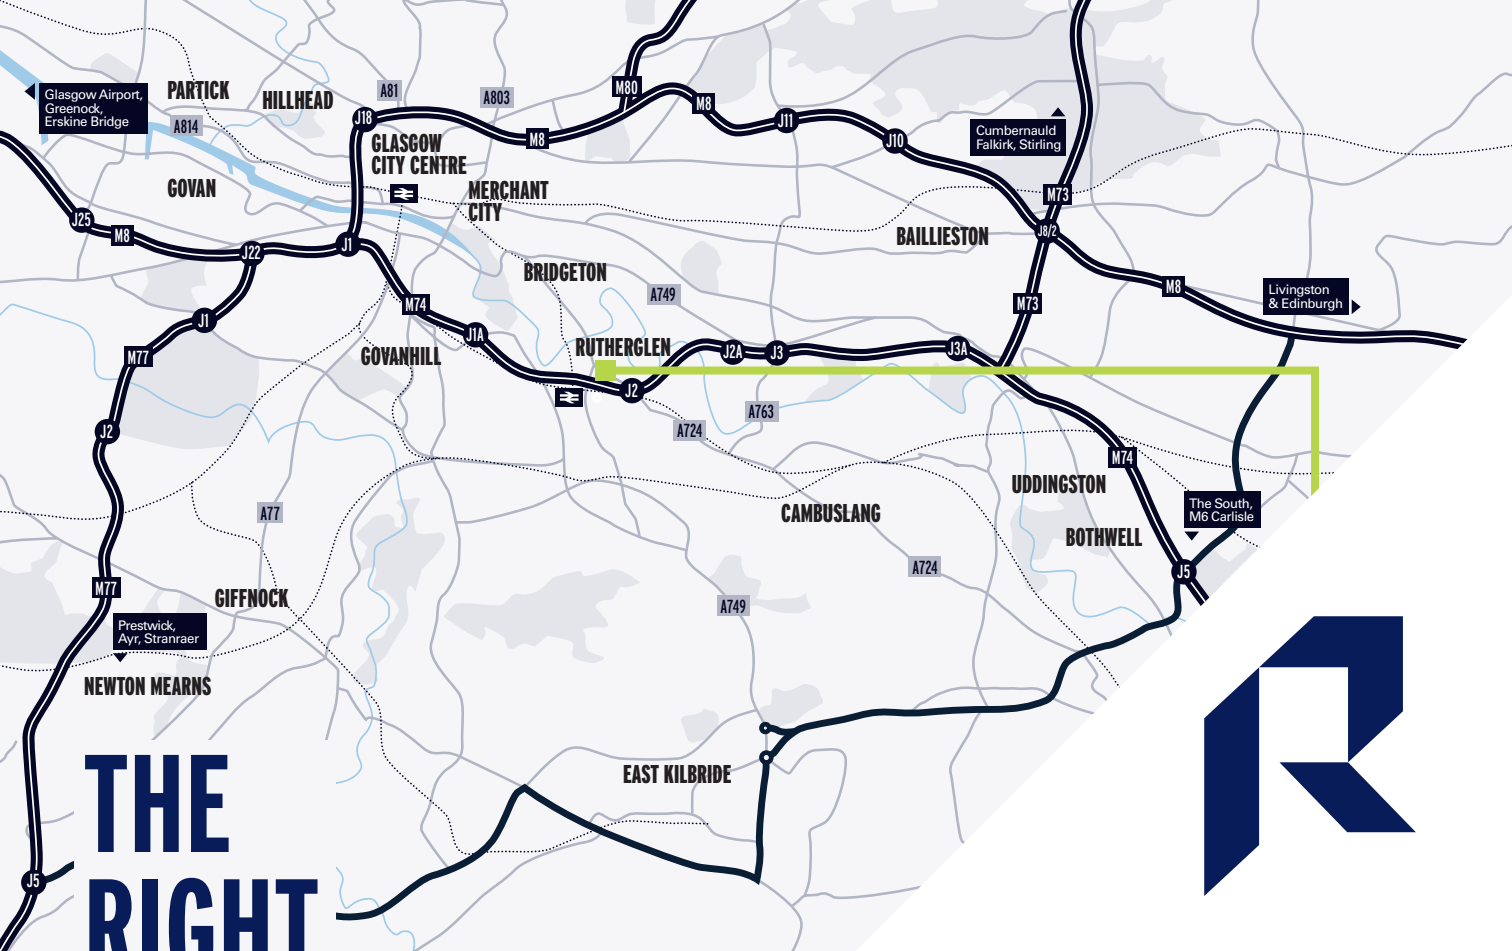 PARTICK
HILLHEAD
A81
A803
M80
M8
Glasgow Airport,
Greenock,
Erskine Bridge
A814
J18
GLASGOW
CITY CENTRE
M8
J11
J10
Cumbernauld
Falkirk, Stirling
GOVAN
MERCHANT
CITY
M73
J25
M8
J22
J1
BAILLIESTON
J8/2
BRIDGETON
A749
M8
Livingston
& Edinburgh
J1
M74
J1A
M73
M77
GOVANHILL
RUTHERGLEN
J2A
J3
J3A
J2
A763
A724
J2
M74
UDDINGTON
The South,
M6 Carlisle
A77
CAMBUSLANG
BOTHWELL
A724
J5
M77
GIFFNOCK
A749
Prestwick,
Ayr, Stranraer
NEWTON MEARNS
EAST KILBRIDE
THE
RIGHT
J5